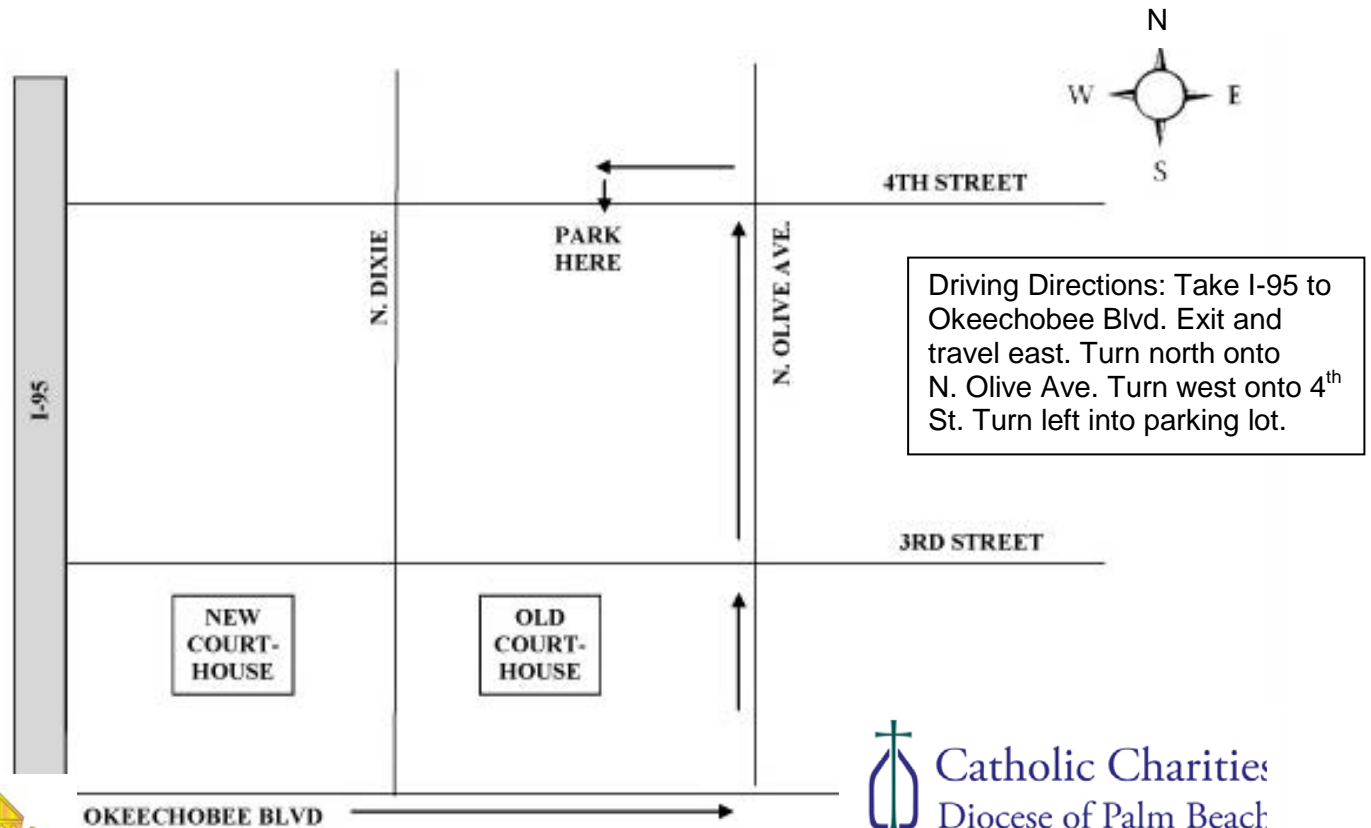 N
W
E
S
4TH STREET
PARK
HERE
N. DIXIE
N. OLIVE AVE.
I-95
Driving Directions: Take I-95 to
Okeechobee Blvd. Exit and
travel east. Turn north onto
N. Olive Ave. Turn west onto 4th
St. Turn left into parking lot.
3RD STREET
NEW
COURT-
HOUSE
OLD
COURT-
HOUSE
OKEECHOBEE BLVD
Catholic Charities
Diocese of Palm Beach